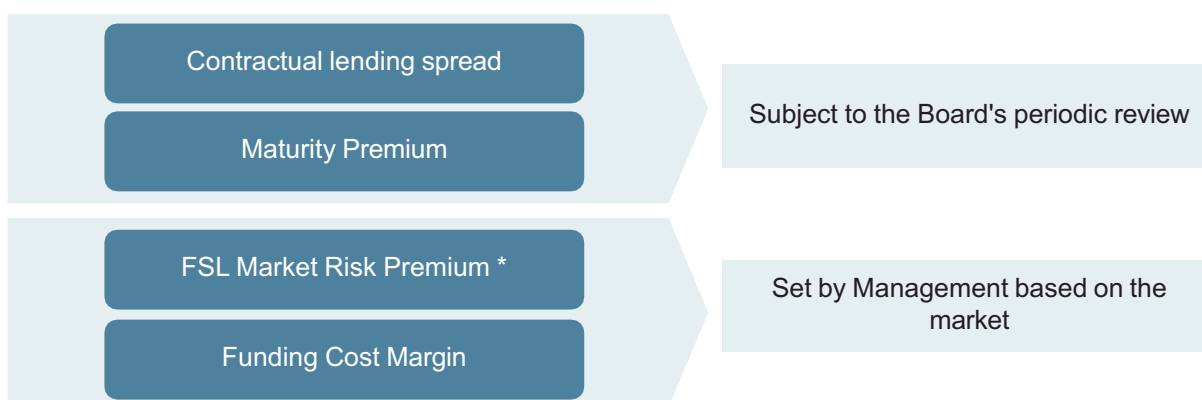 Contractual lending spread
Maturity Premium
Subject to the Board's periodic review
FSL Market Risk Premium *
Funding Cost Margin
Set by Management based on the
market